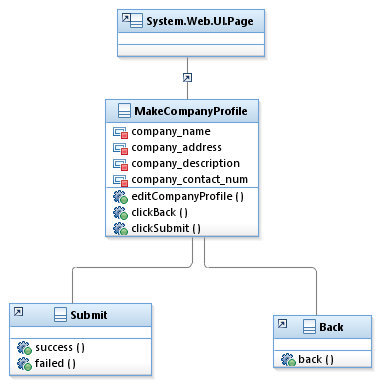 System.Web.UI.Page
MakeCompanyProfile
company_name
company_address
company_description
company_contact_num
editCompanyProfile ( )
clickBack ( )
clickSubmit ( )
Submit
success ( )
failed ( )
Back
back ( )